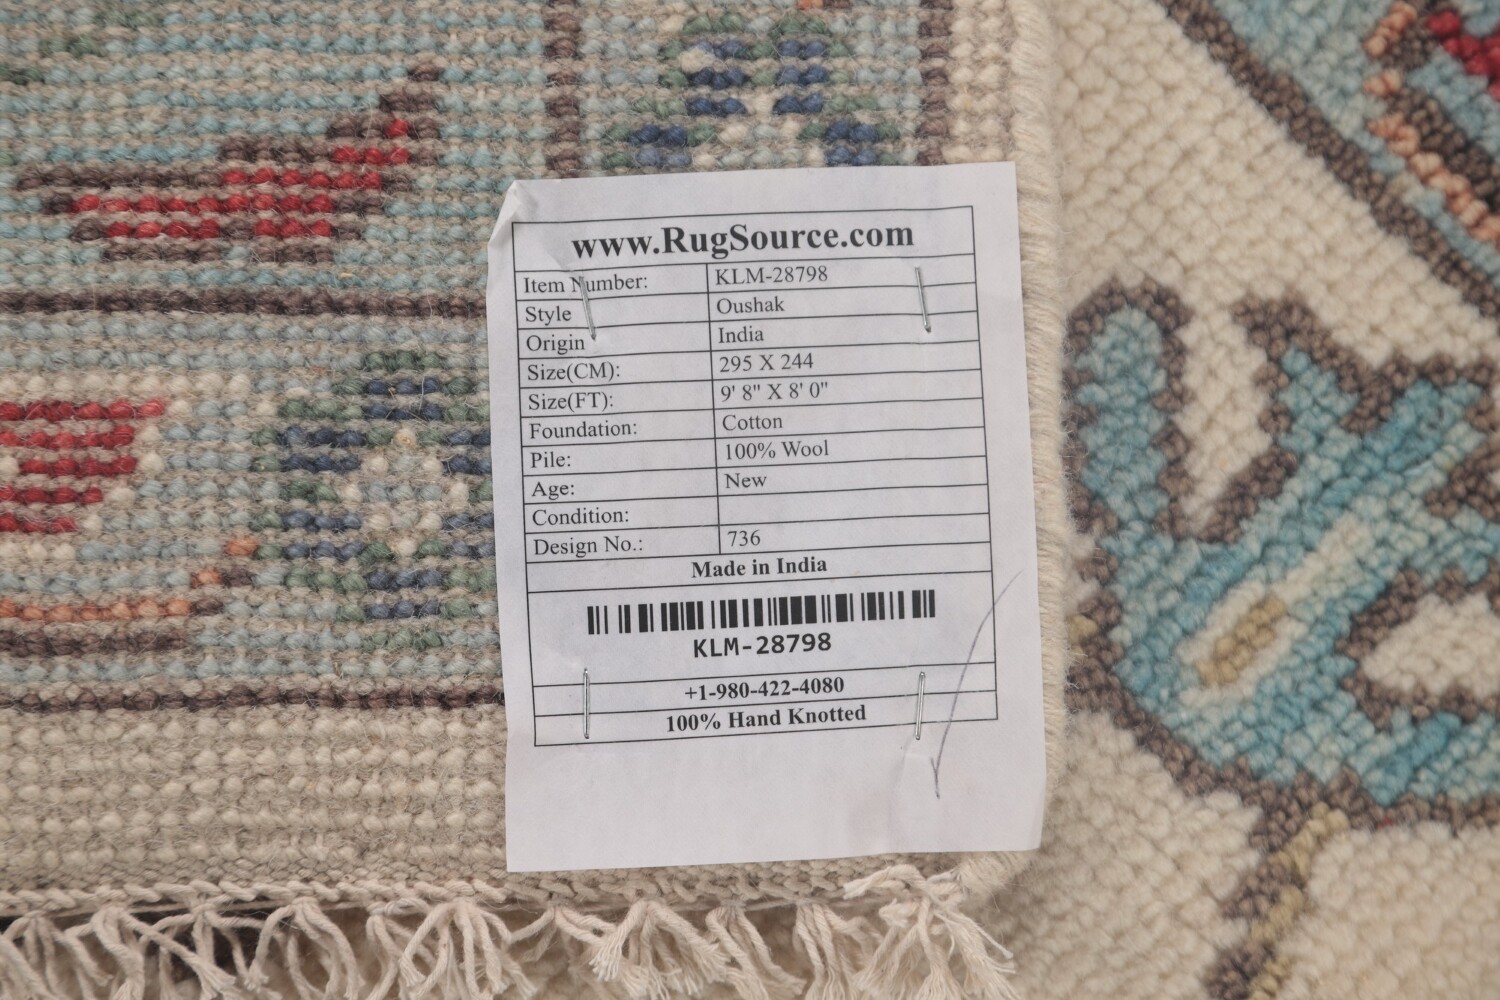 www.RugSource.com
Item Number: KLM-28798
Style Oushak
Origin India
Size(CM): 295 X 244
Size(FT): 9' 8" X 8' 0"
Foundation: Cotton
Pile: 100% Wool
Age: New
Condition:
Design No.: 736
Made in India
KLM-28798
+1-980-422-4080
100% Hand Knotted